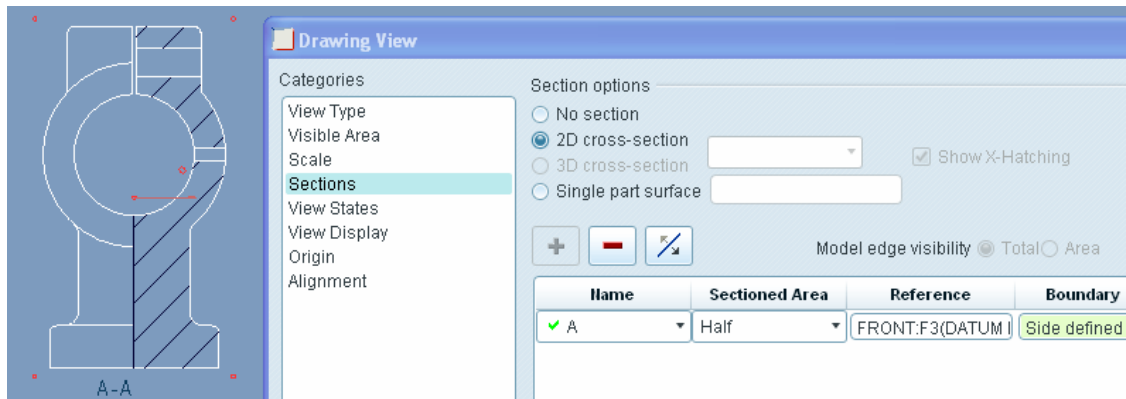 A-A
Drawing View
Categories
View Type
Visible Area
Scale
Sections
View States
View Display
Origin
Alignment
Section options
No section
2D cross-section
3D cross-section
Show X-Hatching
Single part surface
Model edge visibility Total Area
Name Sectioned Area Reference Boundary
A Half FRONT:F3(DATUM Side defined